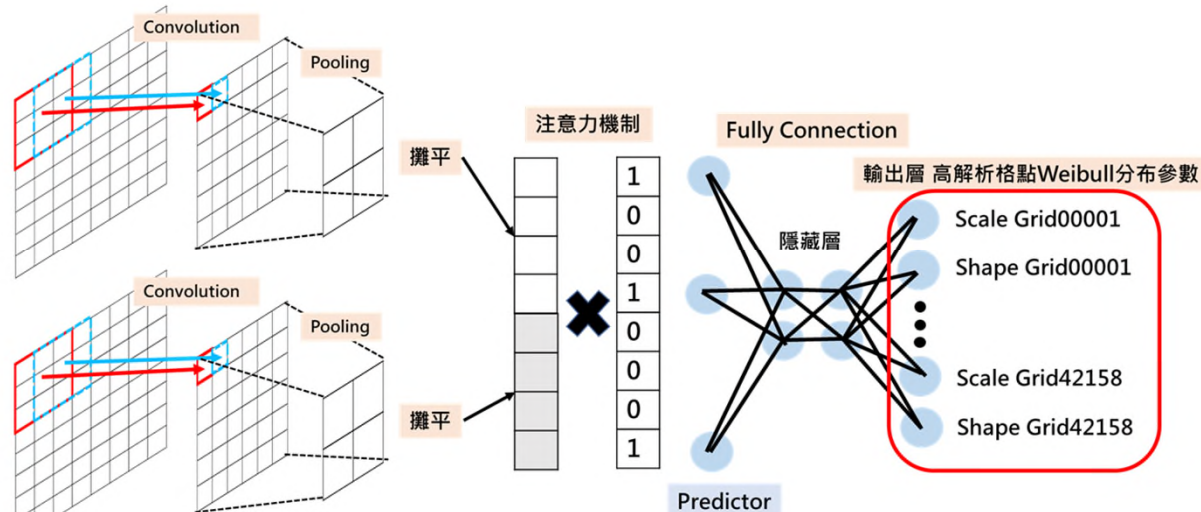 Convolution
Pooling
攤平
Convolution
Pooling
攤平
注意力機制
1
0
0
1
0
0
0
1
Fully Connection
隱藏層
Predictor
輸出層 高解析格點Weibull分布參數
Scale Grid00001
Shape Grid00001
Scale Grid42158
Shape Grid42158